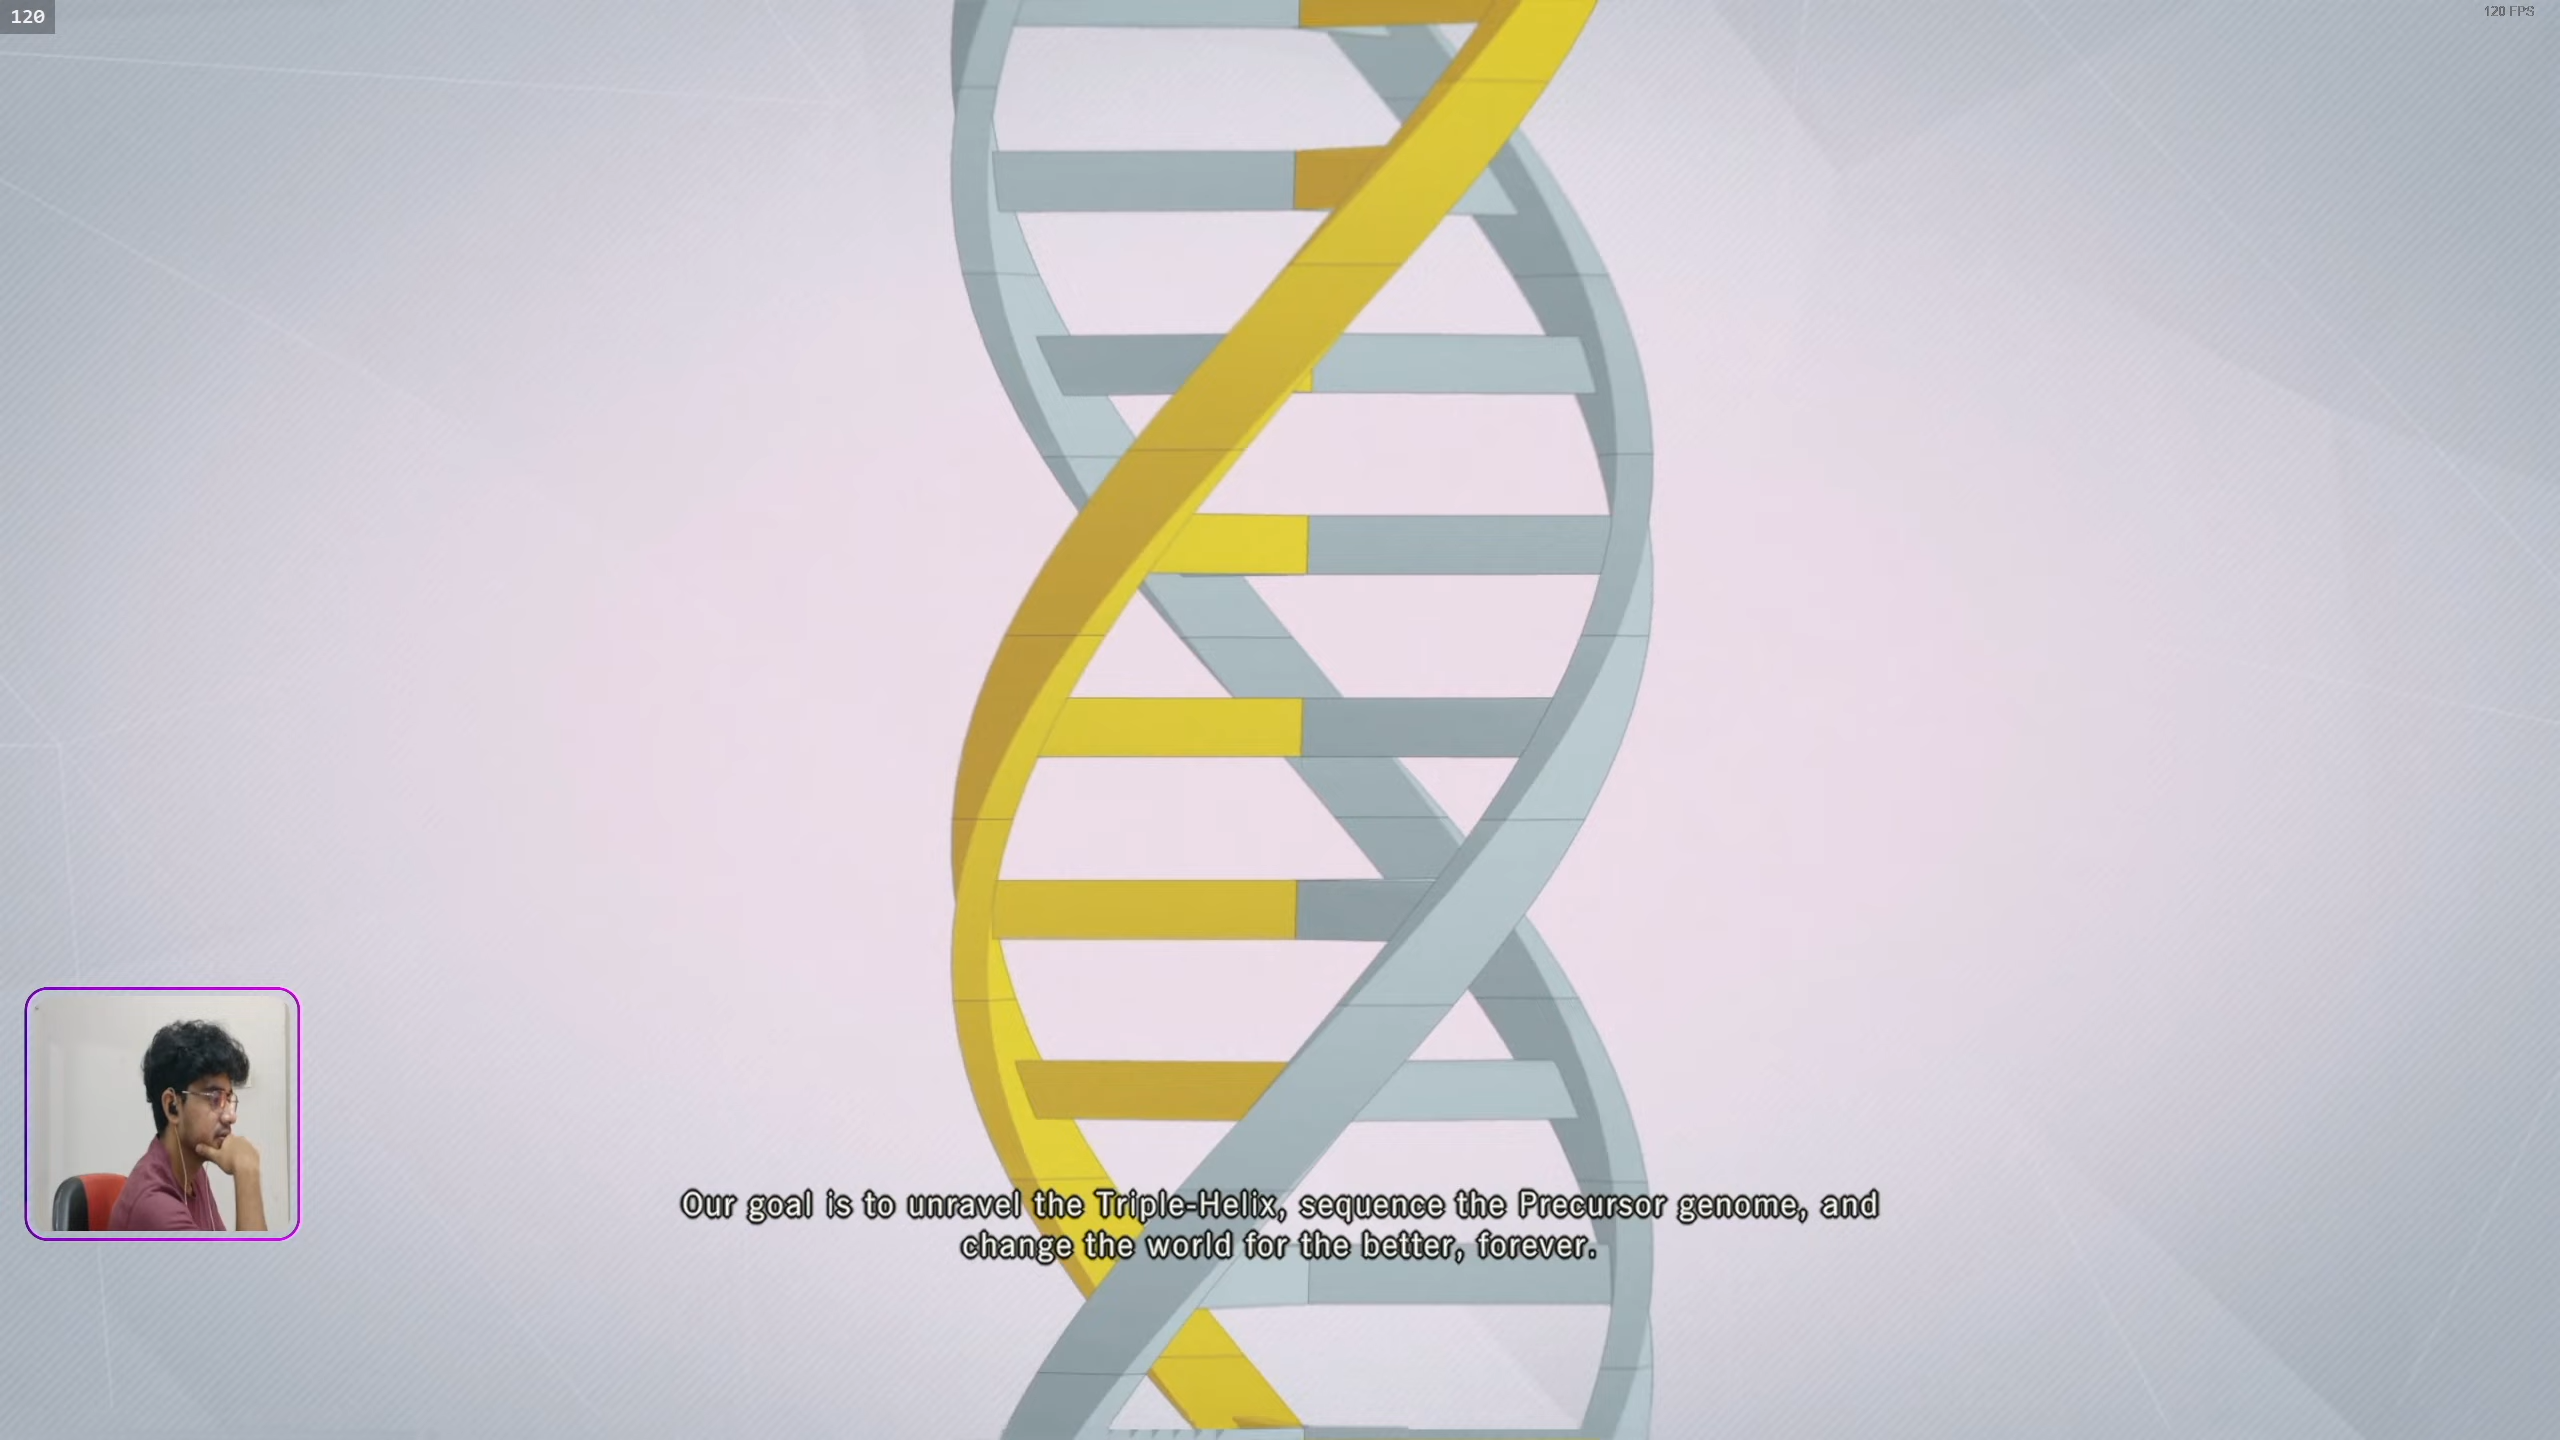 120
120 FPS
Our goal is to unravel the Triple-Helix, sequence the Precursor genome, and
change the world for the better, forever.